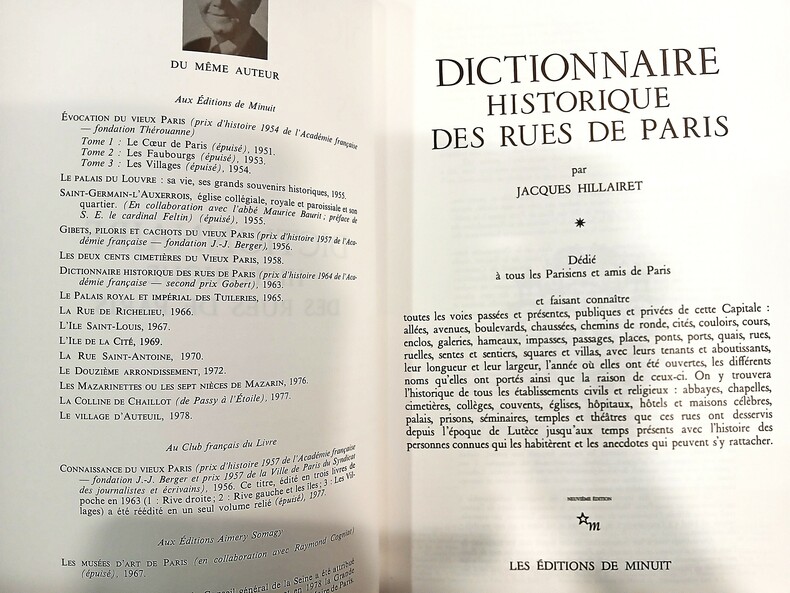 DU MÊME AUTEUR
Aux Éditions de Minuit
ÉVOCATION DU VIEUX PARIS (prix d'histoire 1954 de l'Académie française
— fondation Thérouanne)
Tome 1 : Le Cœur de Paris (épuisé), 1951.
Tome 2 : Les Faubourgs (épuisé), 1953.
Tome 3 : Les Villages (épuisé), 1954.
LE PALAIS DU LOUVRE : sa vie, ses grands souvenirs historiques, 1955.
SAINT-GERMAIN-L'AUXERROIS, église collégiale, royale et paroissiale et son
quartier. (En collaboration avec l'abbé Maurice Baurit ; préface de
S. E. le cardinal Feltin) (épuisé), 1955.
GIBETS, PILORIS ET CACHOTS DU VIEUX PARIS (prix d'histoire 1957 de l'Aca-
démie française — fondation J.-J. Berger), 1956.
LES DEUX CENTS CIMETIÈRES DU VIEUX PARIS, 1958.
DICTIONNAIRE HISTORIQUE DES RUES DE PARIS (prix d'histoire 1964 de l'Aca-
démie française — second prix Gobert), 1963.
LE PALAIS ROYAL ET IMPÉRIAL DES TUILERIES, 1965.
LA RUE DE RICHELIEU, 1966.
L'ILE SAINT-LOUIS, 1967.
L'ILE DE LA CITÉ, 1969.
LA RUE SAINT-ANTOINE, 1970.
LE DOUZIÈME ARRONDISSEMENT, 1972.
LES MAZARINETTES OU LES SEPT NIÈCES DE MAZARIN, 1976.
LA COLLINE DE CHAILLOT (de Passy à l'Étoile), 1977.
LE VILLAGE D'AUTEUIL, 1978.
Au Club français du Livre
CONNAISSANCE DU VIEUX PARIS (prix d'histoire 1957 de l'Académie française
— fondation J.-J. Berger et prix 1957 de la Ville de Paris du Syndicat
des journalistes et écrivains), 1956. Ce titre, édité en trois livres de
poche en 1963 (1 : Rive droite ; 2 : Rive gauche et les îles ; 3 : Les Vil-
lages) a été réédité en un seul volume relié (épuisé), 1977.
Aux Éditions Aimery Somogy
LES MUSÉES D'ART DE PARIS (en collaboration avec Raymond Cogniat)
(épuisé), 1967.
Conseil général de la Seine a été attribué
en 1978 la Grande
de Paris.
DICTIONNAIRE
HISTORIQUE
DES RUES DE PARIS
par
JACQUES HILLAIRET
Dédié
à tous les Parisiens et amis de Paris
et faisant connaître
toutes les voies passées et présentes, publiques et privées de cette Capitale :
allées, avenues, boulevards, chaussées, chemins de ronde, cités, couloirs, cours,
enclos, galeries, hameaux, impasses, passages, places, ponts, ports, quais, rues,
ruelles, sentes et sentiers, squares et villas, avec leurs tenants et aboutissants,
leur longueur et leur largeur, l'année où elles ont été ouvertes, les différents
noms qu'elles ont portés ainsi que la raison de ceux-ci. On y trouvera
l'historique de tous les établissements civils et religieux : abbayes, chapelles,
cimetières, collèges, couvents, églises, hôpitaux, hôtels et maisons célèbres,
palais, prisons, séminaires, temples et théâtres que ces rues ont desservis
depuis l'époque de Lutèce jusqu'aux temps présents avec l'histoire des
personnes connues qui les habitèrent et les anecdotes qui peuvent s'y rattacher.
NEUVIÈME ÉDITION
m
LES ÉDITIONS DE MINUIT